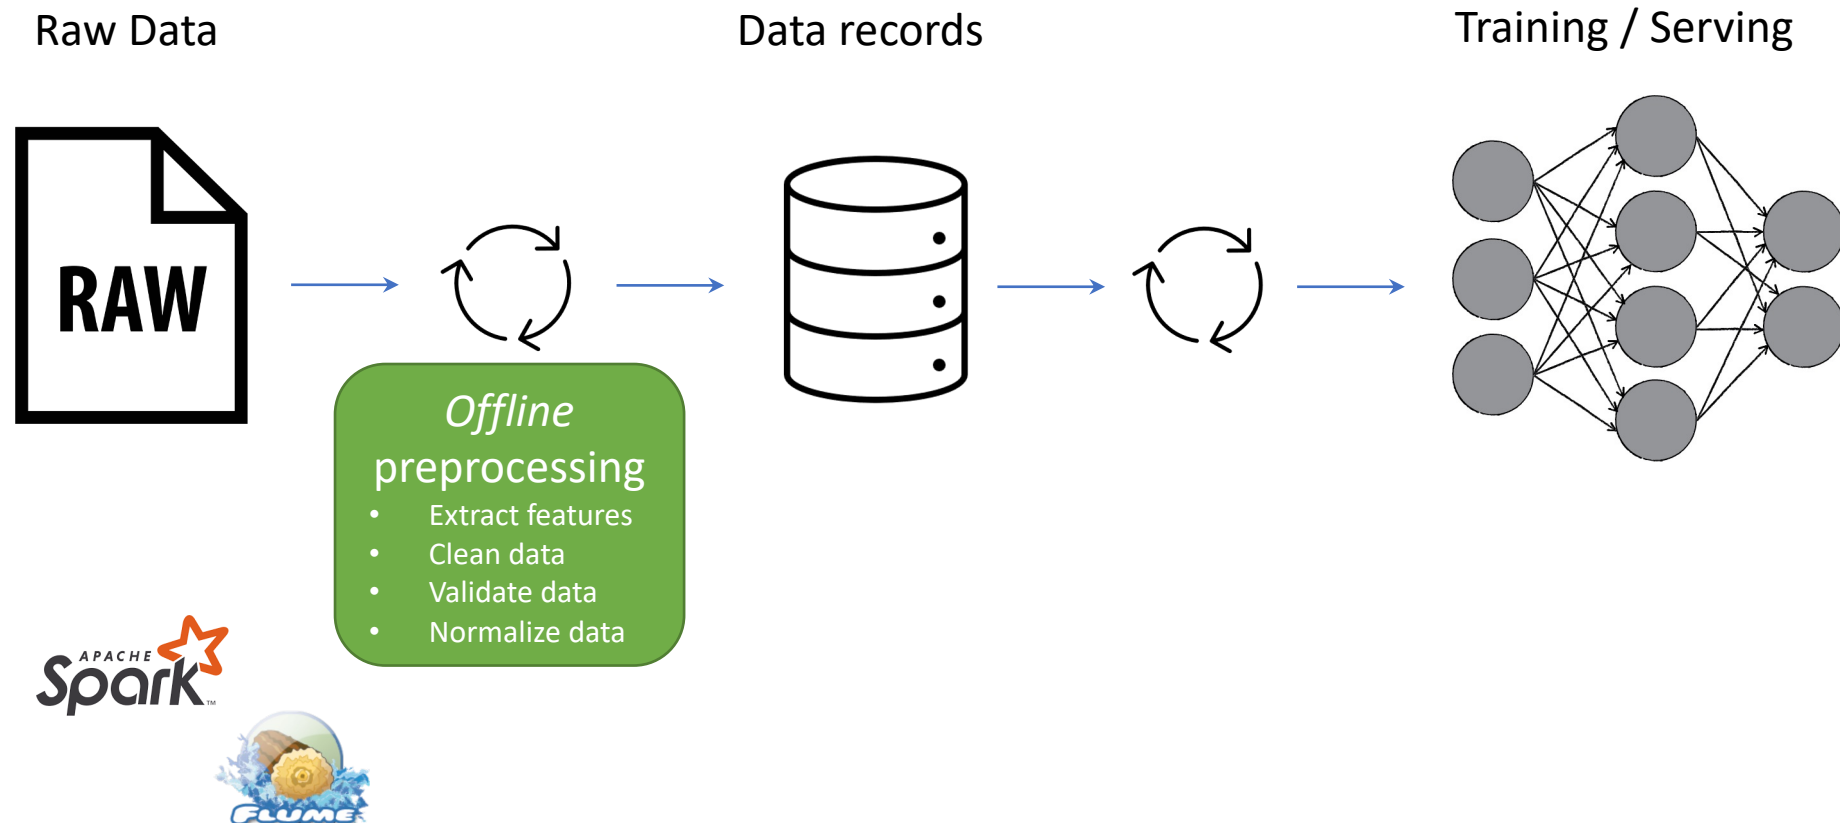 Raw Data
Data records
Training / Serving
RAW
Offline
preprocessing
• Extract features
• Clean data
• Validate data
• Normalize data
APACHE
Spark™
FLUME